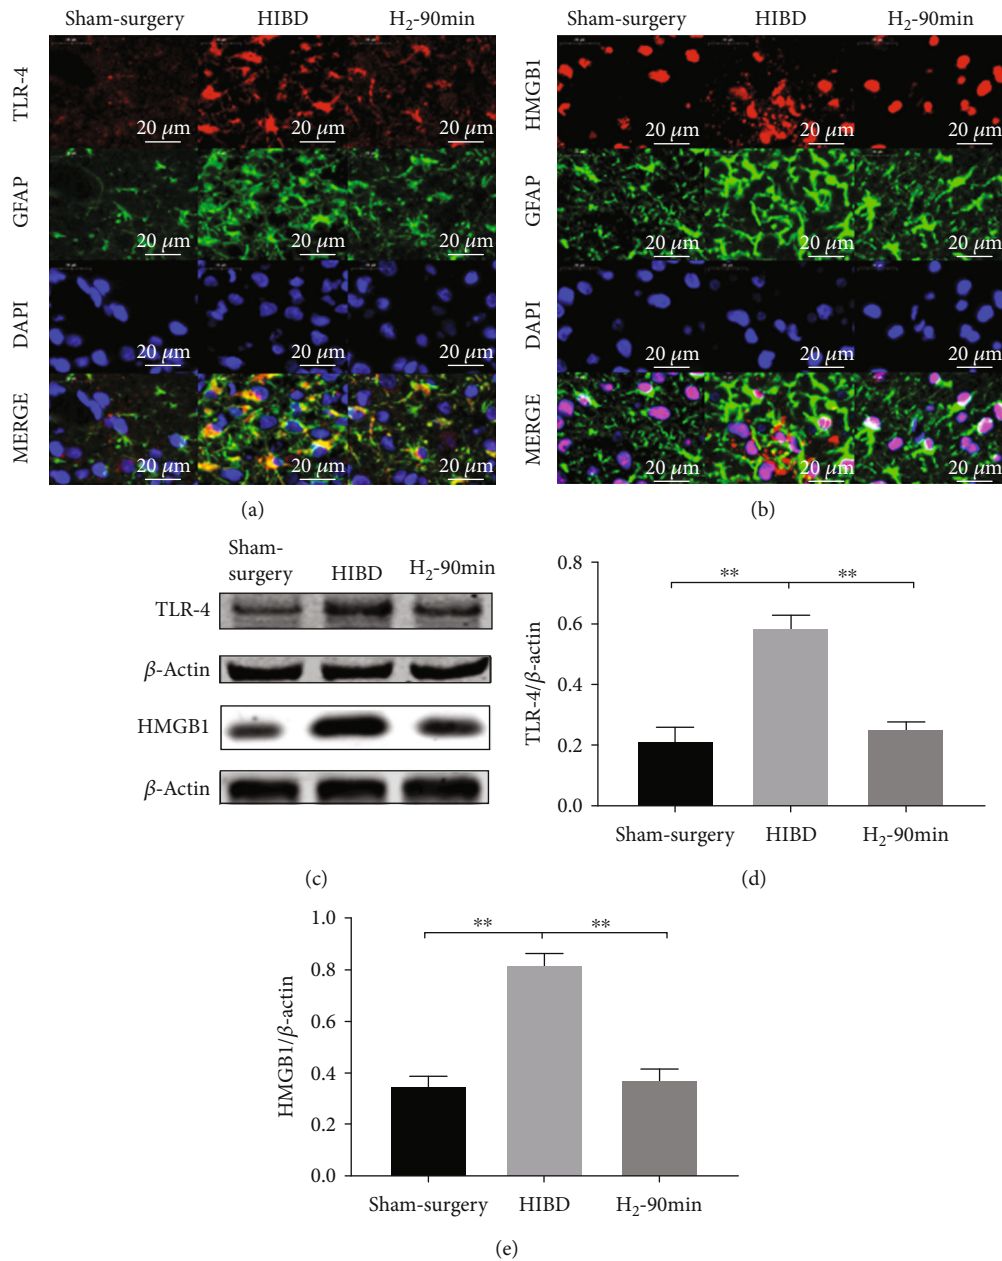 Sham-surgery HIBD H₂-90min
TLR-4
20 μm 20 μm 20 μm
GFAP
20 μm 20 μm 20 μm
DAPI
20 μm 20 μm 20 μm
MERGE
20 μm 20 μm 20 μm
(a)
Sham-surgery HIBD H₂-90min
HMGB1
20 μm 20 μm 20 μm
GFAP
20 μm 20 μm 20 μm
DAPI
20 μm 20 μm 20 μm
MERGE
20 μm 20 μm 20 μm
(b)
Sham-
surgery HIBD H₂-90min
TLR-4
β-Actin
HMGB1
β-Actin
(c)
TLR-4/β-actin
0.8
0.6
0.4
0.2
0.0
** **
Sham-surgery HIBD H₂-90min
(d)
HMGB1/β-actin
1.0
0.8
0.6
0.4
0.2
0.0
** **
Sham-surgery HIBD H₂-90min
(e)